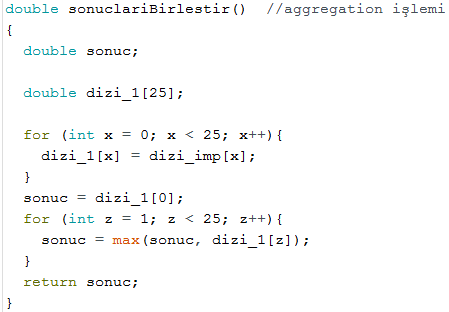 double sonuclariBirlestir()  //aggregation işlemi
{
  double sonuc;

  double dizi_1[25];

  for (int x = 0; x < 25; x++){
    dizi_1[x] = dizi_imp[x];
  }
  sonuc = dizi_1[0];
  for (int z = 1; z < 25; z++){
    sonuc = max(sonuc, dizi_1[z]);
  }
  return sonuc;
}